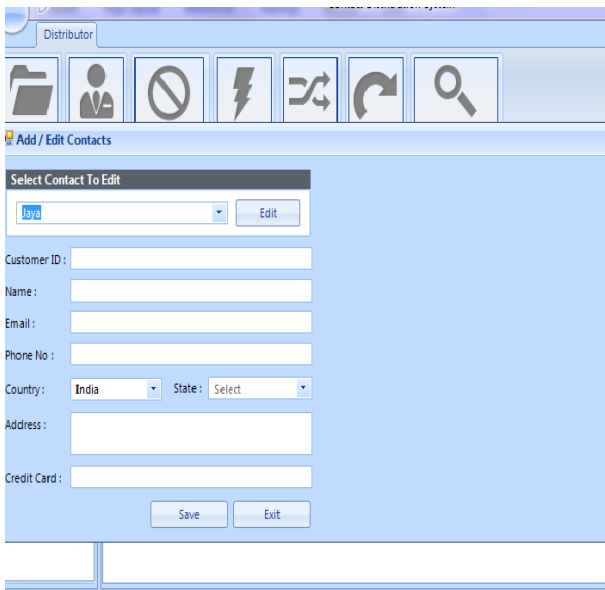 Distributor
Add / Edit Contacts
Select Contact To Edit
Jaya
Edit
Customer ID :
Name :
Email :
Phone No :
Country : India State : Select
Address :
Credit Card :
Save Exit